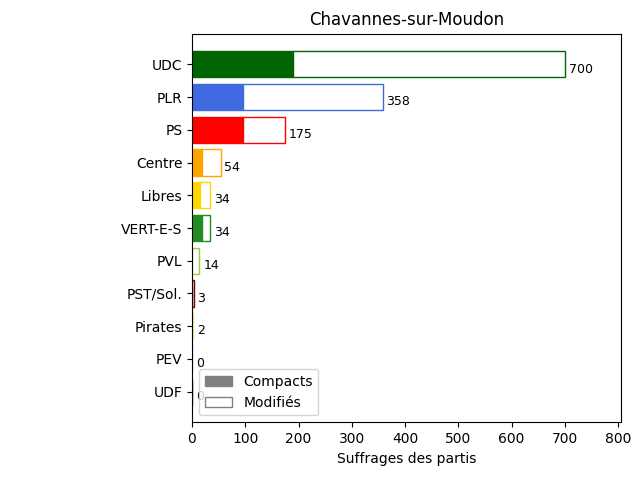 Chavannes-sur-Moudon
UDC 700
PLR 358
PS 175
Centre 54
Libres 34
VERT-E-S 34
PVL 14
PST/Sol. 3
Pirates 2
PEV 0
UDF 0
Compacts
Modifiés
0 100 200 300 400 500 600 700 800
Suffrages des partis